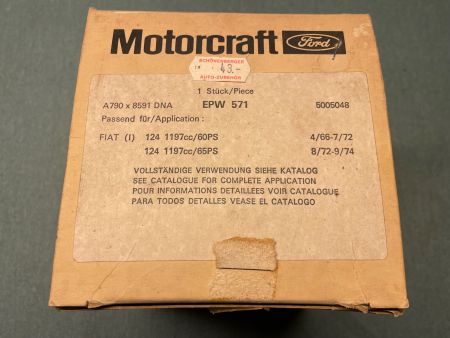 Motorcraft Ford
SCHÖNENBERGER
43.-
AUTO-ZUBEHÖR
1 Stück/Piece
A790 x 8591 DNA EPW 571 5005048
Passend für/Application :
FIAT (I) 124 1197cc/60PS 4/66-7/72
124 1197cc/65PS 8/72-9/74
VOLLSTÄNDIGE VERWENDUNG SIEHE KATALOG
SEE CATALOGUE FOR COMPLETE APPLICATION
POUR INFORMATIONS DETAILLEES VOIR CATALOGUE
PARA TODOS DETALLES VEASE EL CATALOGO